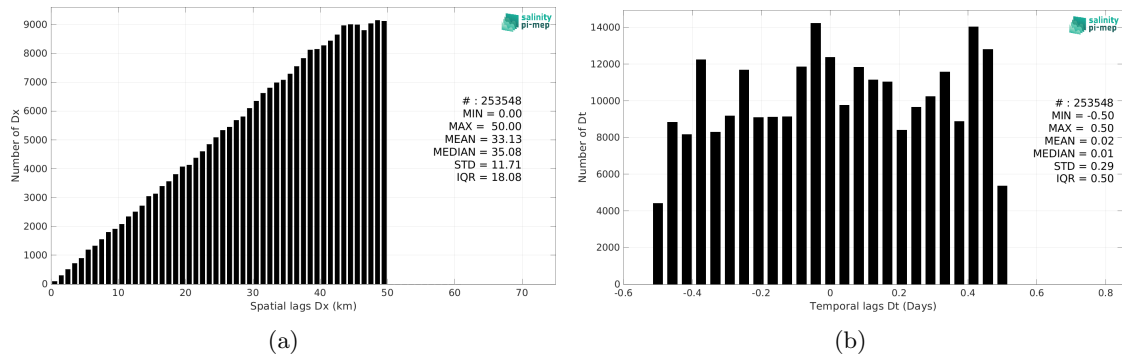 salinity
pi-mep
9000
8000
7000
6000
5000
4000
3000
2000
1000
0
Number of Dx
# : 253548
MIN = 0.00
MAX = 50.00
MEAN = 33.13
MEDIAN = 35.08
STD = 11.71
IQR = 18.08
0 10 20 30 40 50 60 70
Spatial lags Dx (km)
(a)
salinity
pi-mep
14000
12000
10000
8000
6000
4000
2000
0
Number of Dt
# : 253548
MIN = -0.50
MAX = 0.50
MEAN = 0.02
MEDIAN = 0.01
STD = 0.29
IQR = 0.50
-0.6 -0.4 -0.2 0 0.2 0.4 0.6 0.8
Temporal lags Dt (Days)
(b)